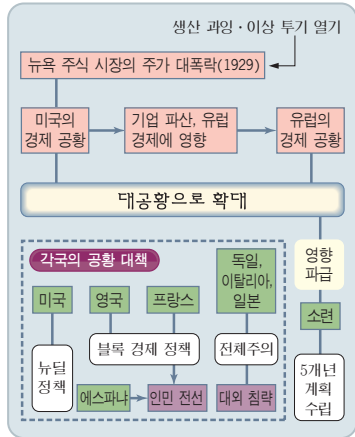 생산 과잉·이상 투기 열기
뉴욕 주식 시장의 주가 대폭락(1929)
미국의
경제 공황
기업 파산, 유럽
경제에 영향
유럽의
경제 공황
대공황으로 확대
각국의 공황 대책
미국
영국
프랑스
독일,
이탈리아,
일본
영향
파급
소련
뉴딜
정책
블록 경제 정책
전체주의
5개년
계획
수립
에스파냐
인민 전선
대외 침략